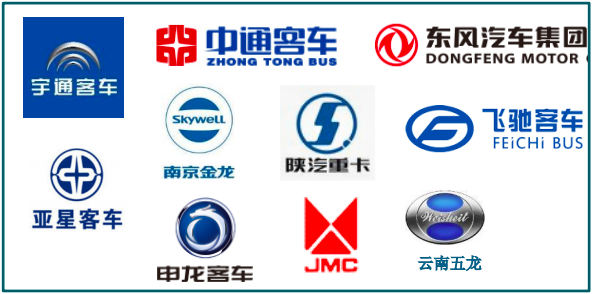 宇通客车
中通客车
ZHONG TONG BUS
东风汽车集团
DONGFENG MOTOR
Skywell
南京金龙
陕汽重卡
飞驰客车
FEiCHi BUS
亚星客车
申龙客车
JMC
Weisheit
云南五龙